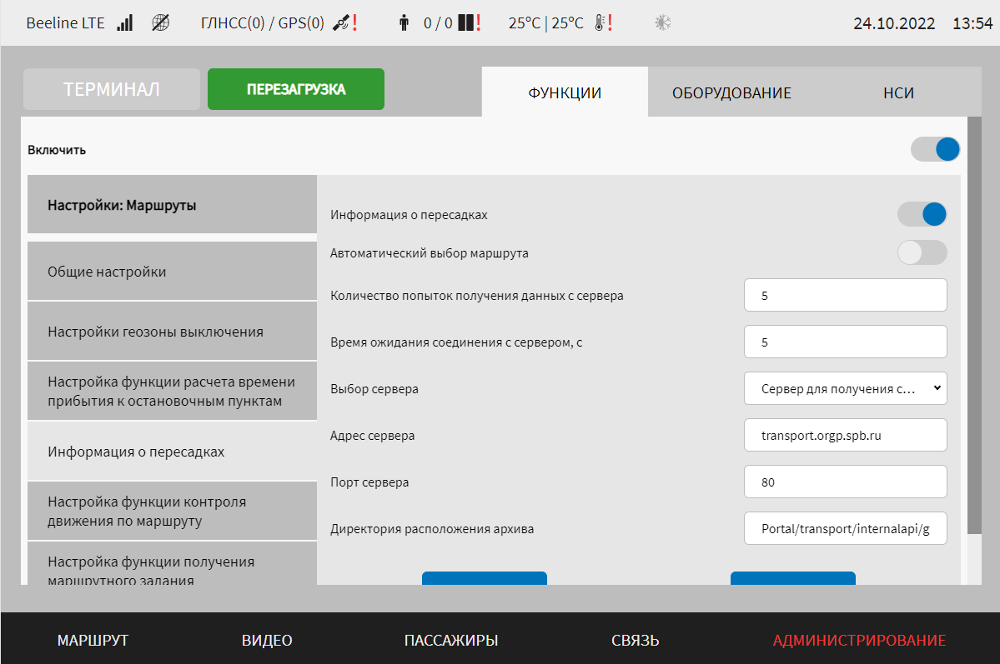 Beeline LTE ГЛНСС(0) / GPS(0) ! 0 / 0 ! 25°C | 25°C ! 24.10.2022 13:54
ТЕРМИНАЛ ПЕРЕЗАГРУЗКА ФУНКЦИИ ОБОРУДОВАНИЕ НСИ
Включить
Настройки: Маршруты
Общие настройки
Настройки геозоны выключения
Настройка функции расчета времени
прибытия к остановочным пунктам
Информация о пересадках
Настройка функции контроля
движения по маршруту
Настройка функции получения
маршрутного задания
Информация о пересадках
Автоматический выбор маршрута
Количество попыток получения данных с сервера 5
Время ожидания соединения с сервером, с 5
Выбор сервера Сервер для получения с...
Адрес сервера transport.orgp.spb.ru
Порт сервера 80
Директория расположения архива Portal/transport/internalapi/g
МАРШРУТ ВИДЕО ПАССАЖИРЫ СВЯЗЬ АДМИНИСТРИРОВАНИЕ